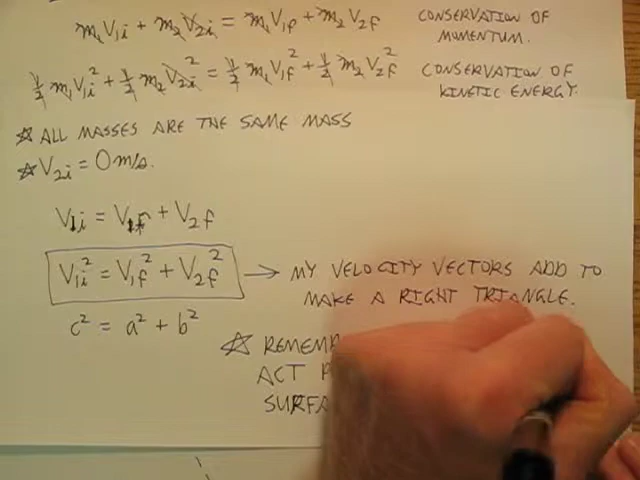 m₁V₁ᵢ + m₂V₂ᵢ = m₁V₁f + m₂V₂f CONSERVATION OF MOMENTUM.
½m₁V₁ᵢ² + ½m₂V₂ᵢ² = ½m₁V₁f² + ½m₂V₂f² CONSERVATION OF KINETIC ENERGY.
☆ ALL MASSES ARE THE SAME MASS
☆ V₂ᵢ = 0m/s.
V₁ᵢ = V₁f + V₂f
V₁ᵢ² = V₁f² + V₂f² → MY VELOCITY VECTORS ADD TO
MAKE A RIGHT TRIANGLE.
c² = a² + b²
☆ REMEM
ACT
SURFA